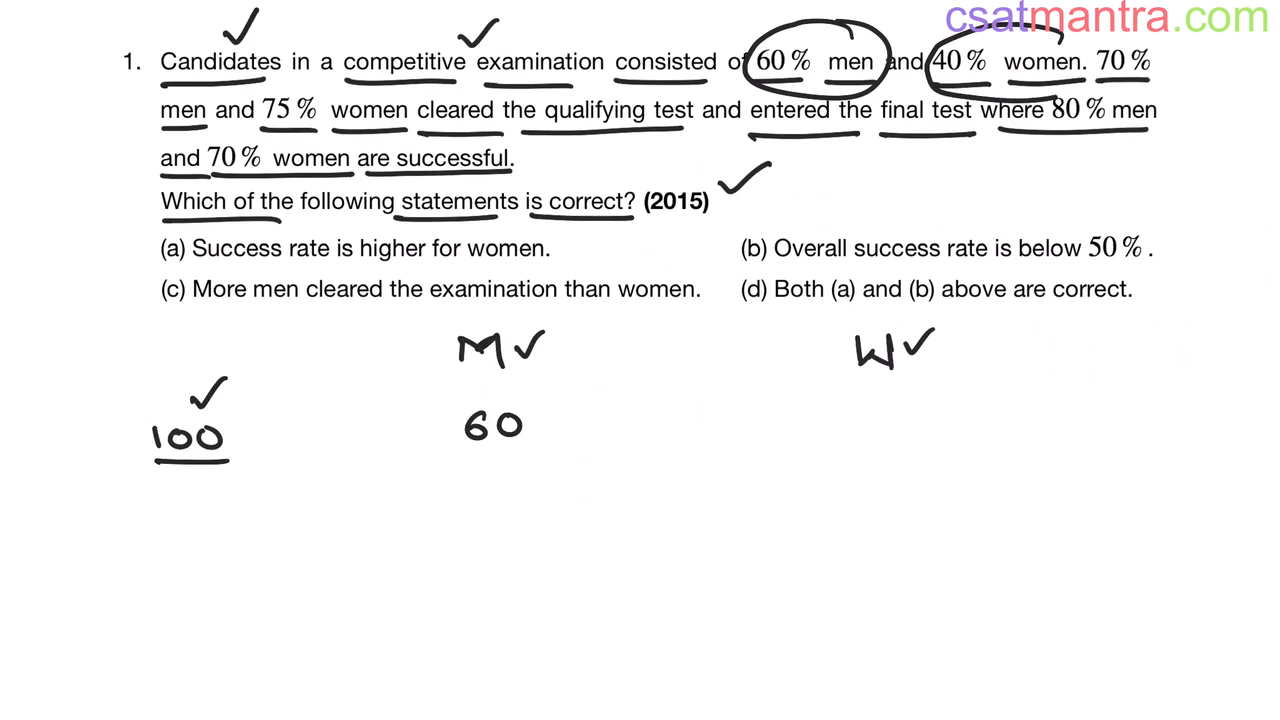 csatmantra.com
1. Candidates in a competitive examination consisted of 60 % men and 40 % women. 70 %
men and 75 % women cleared the qualifying test and entered the final test where 80 % men
and 70 % women are successful.
Which of the following statements is correct? (2015)
(a) Success rate is higher for women. (b) Overall success rate is below 50 % .
(c) More men cleared the examination than women. (d) Both (a) and (b) above are correct.
M W
100 60